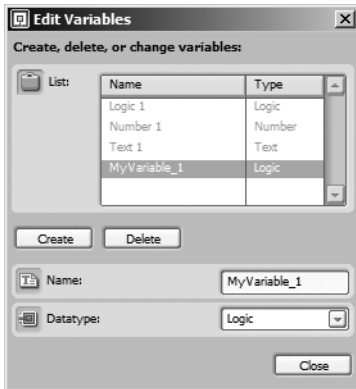 Edit Variables
Create, delete, or change variables:
List:
Name Type
Logic 1 Logic
Number 1 Number
Text 1 Text
MyVariable_1 Logic
Create Delete
Name: MyVariable_1
Datatype: Logic
Close